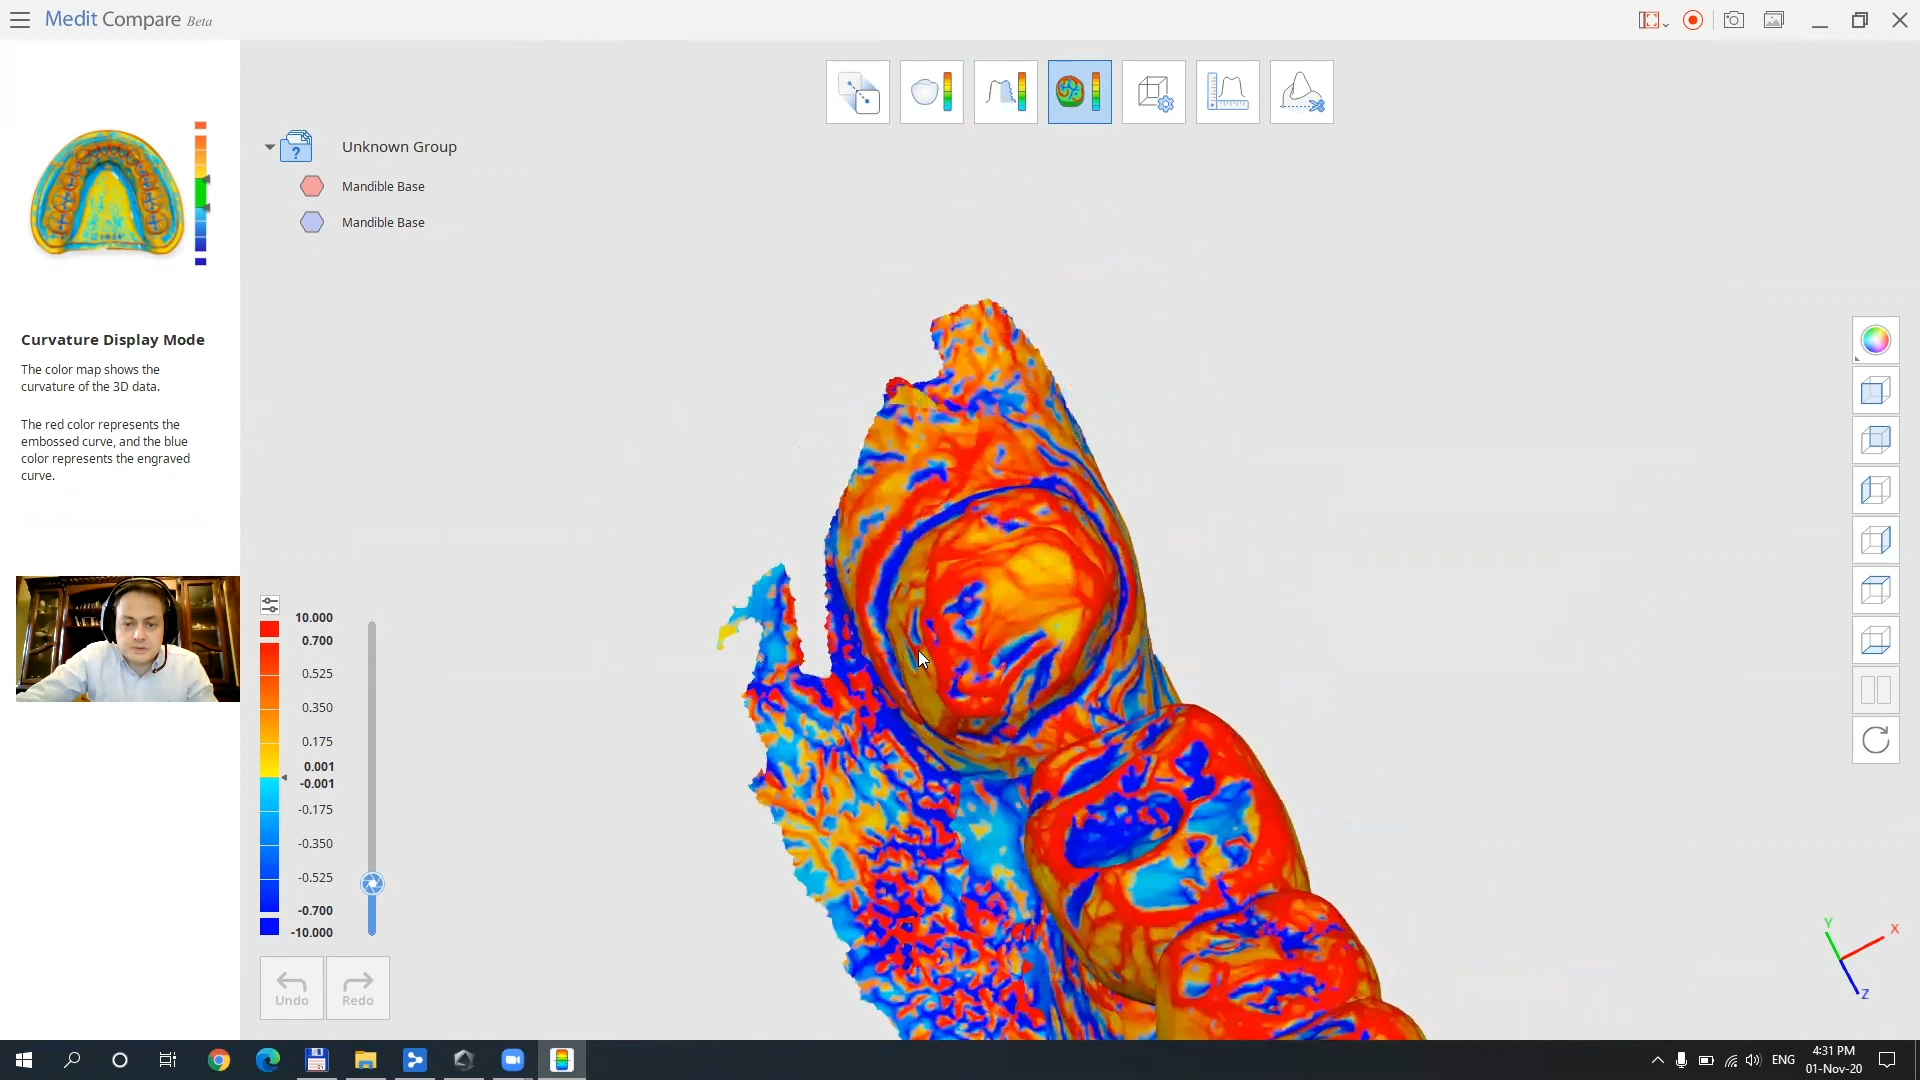 Medit Compare Beta
?
Unknown Group
Mandible Base
Mandible Base
Curvature Display Mode
The color map shows the
curvature of the 3D data.
The red color represents the
embossed curve, and the blue
color represents the engraved
curve.
10.000
0.700
0.525
0.350
0.175
0.001
-0.001
-0.175
-0.350
-0.525
-0.700
-10.000
Undo
Redo
Y
X
Z
ENG
4:31 PM
01-Nov-20